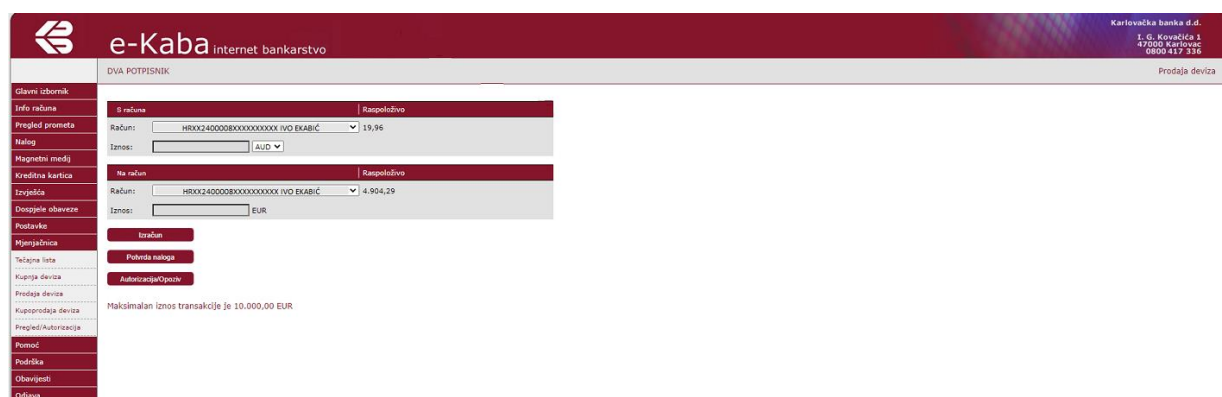 Karlovačka banka d.d.
I. G. Kovačića 1
47000 Karlovac
0800 417 336
e-Kaba internet bankarstvo
DVA POTPISNIK Prodaja deviza
Glavni izbornik
Info računa
Pregled prometa
Nalog
Magnetni medij
Kreditna kartica
Izvješća
Dospjele obaveze
Postavke
Mjenjačnica
Tečajna lista
Kupnja deviza
Prodaja deviza
Kupoprodaja deviza
Pregled/Autorizacija
Pomoć
Podrška
Obavijesti
Odjava
S računa Raspoloživo
Račun: HRXX2400008XXXXXXXXXX IVO EKABIĆ 19,96
Iznos: AUD
Na račun Raspoloživo
Račun: HRXX2400008XXXXXXXXXX IVO EKABIĆ 4.904,29
Iznos: EUR
Izračun
Potvrda naloga
Autorizacija/Opoziv
Maksimalan iznos transakcije je 10.000,00 EUR